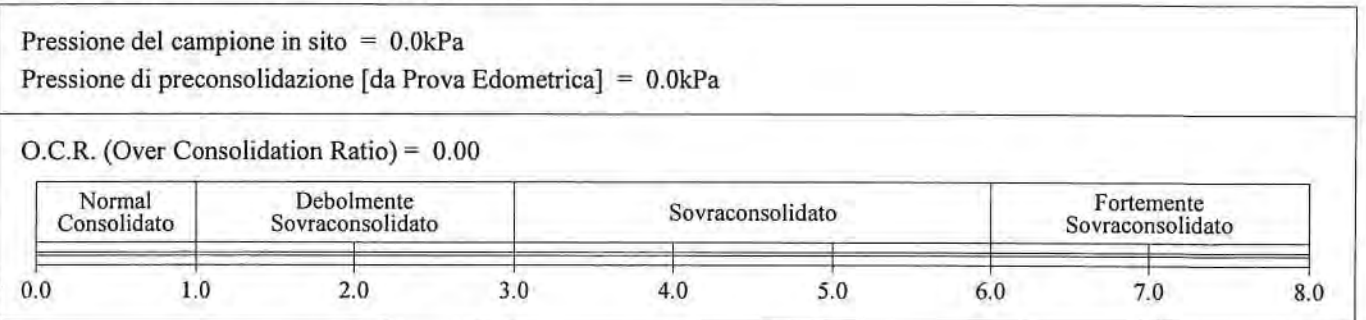 Pressione del campione in sito = 0.0kPa
Pressione di preconsolidazione [da Prova Edometrica] = 0.0kPa
O.C.R. (Over Consolidation Ratio) = 0.00
Normal
Consolidato
Debolmente
Sovraconsolidato
Sovraconsolidato
Fortemente
Sovraconsolidato
0.0 1.0 2.0 3.0 4.0 5.0 6.0 7.0 8.0